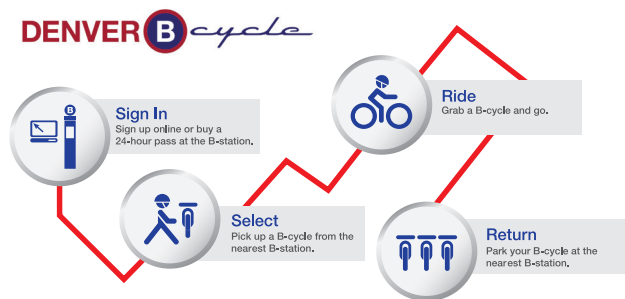 DENVER B cycle
B
Sign In
Sign up online or buy a
24-hour pass at the B-station.
Select
Pick up a B-cycle from the
nearest B-station.
Ride
Grab a B-cycle and go.
Return
Park your B-cycle at the
nearest B-station.